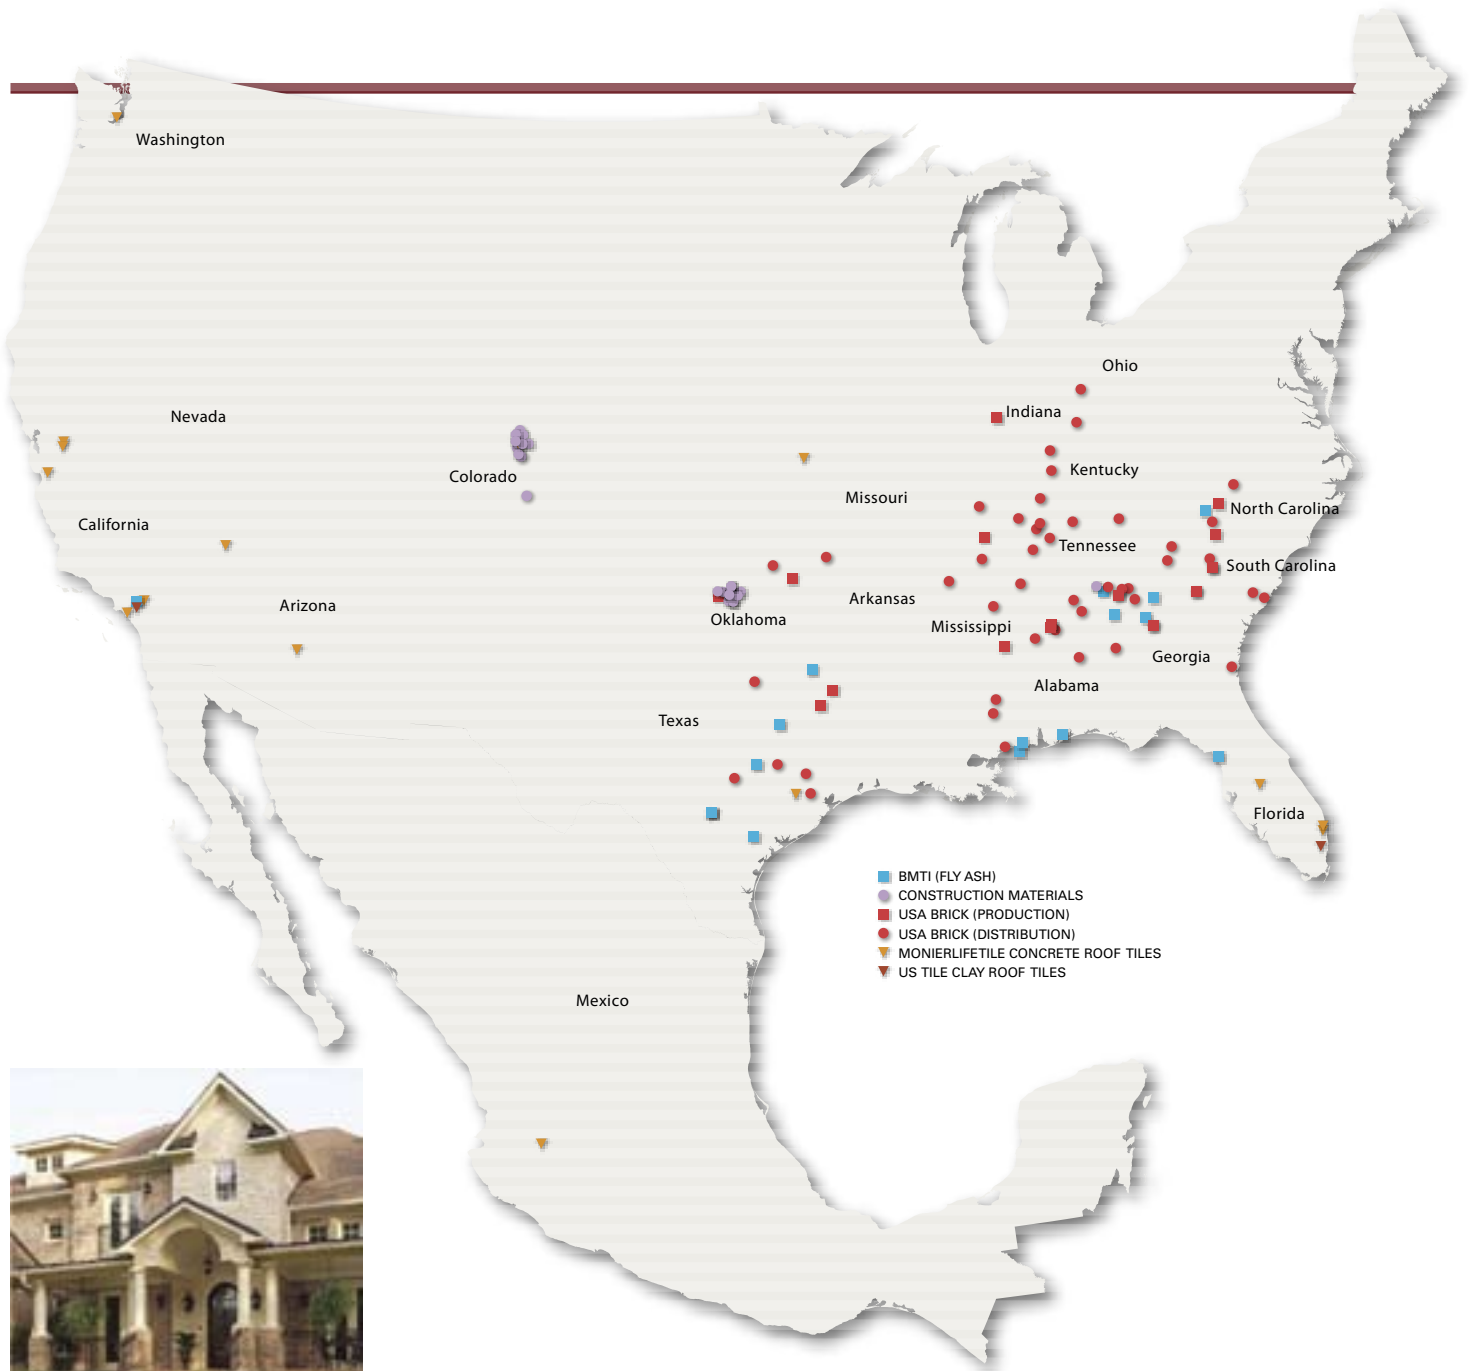 Washington
Ohio
Indiana
Nevada
Kentucky
Colorado
Missouri
North Carolina
California
Tennessee
South Carolina
Arkansas
Arizona
Oklahoma
Mississippi
Georgia
Alabama
Texas
Florida
BMTI (FLY ASH)
CONSTRUCTION MATERIALS
USA BRICK (PRODUCTION)
USA BRICK (DISTRIBUTION)
MONIERLIFETILE CONCRETE ROOF TILES
US TILE CLAY ROOF TILES
Mexico